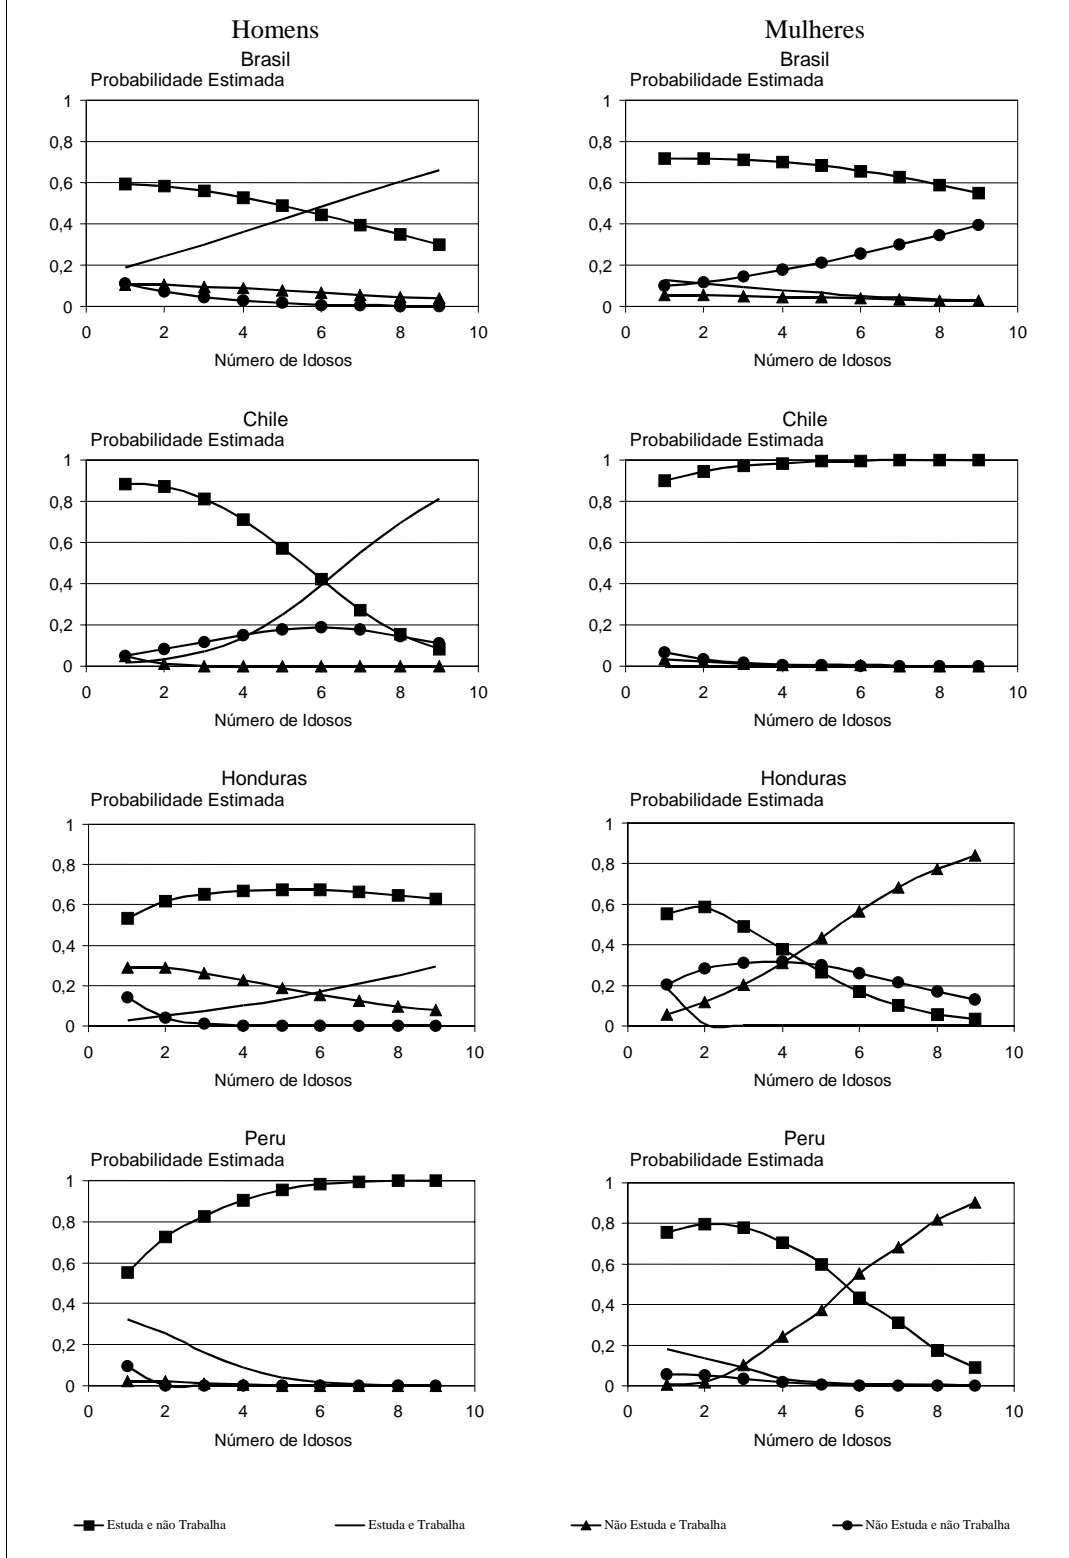 Homens Mulheres
Brasil Brasil
Probabilidade Estimada Probabilidade Estimada
1 1
0,8 0,8
0,6 0,6
0,4 0,4
0,2 0,2
0 0
0 2 4 6 8 10 0 2 4 6 8 10
Número de Idosos Número de Idosos
Chile Chile
Probabilidade Estimada Probabilidade Estimada
1 1
0,8 0,8
0,6 0,6
0,4 0,4
0,2 0,2
0 0
0 2 4 6 8 10 0 2 4 6 8 10
Número de Idosos Número de Idosos
Honduras Honduras
Probabilidade Estimada Probabilidade Estimada
1 1
0,8 0,8
0,6 0,6
0,4 0,4
0,2 0,2
0 0
0 2 4 6 8 10 0 2 4 6 8 10
Número de Idosos Número de Idosos
Peru Peru
Probabilidade Estimada Probabilidade Estimada
1 1
0,8 0,8
0,6 0,6
0,4 0,4
0,2 0,2
0 0
0 2 4 6 8 10 0 2 4 6 8 10
Número de Idosos Número de Idosos
Estuda e não Trabalha Estuda e Trabalha Não Estuda e Trabalha Não Estuda e não Trabalha